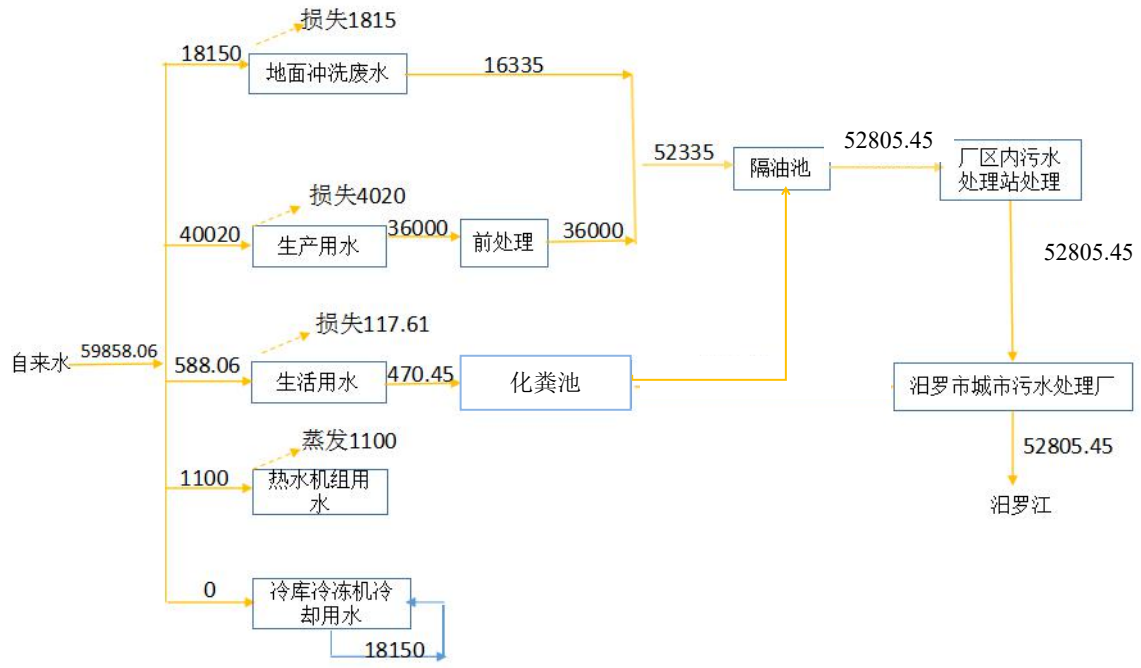 损失1815
18150
地面冲洗废水
16335
52335
隔油池
52805.45
厂区内污水
处理站处理
损失4020
40020
生产用水
36000
前处理
36000
52805.45
自来水
59858.06
损失117.61
588.06
生活用水
470.45
化粪池
汨罗市城市污水处理厂
52805.45
汨罗江
蒸发1100
1100
热水机组用
水
0
冷库冷冻机冷
却用水
18150